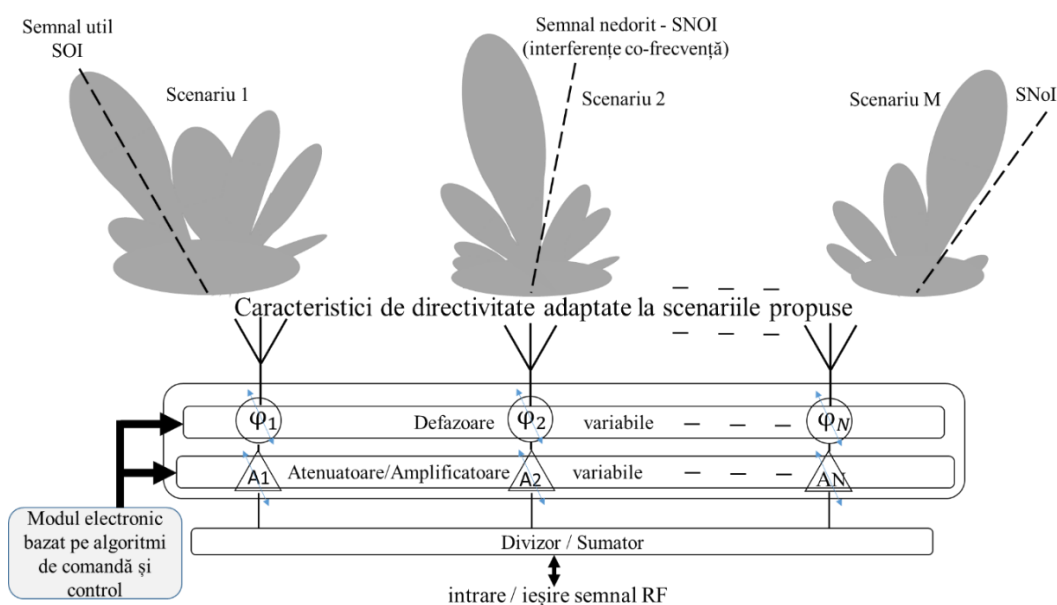 Semnal util
SOI
Scenariu 1
Semnal nedorit - SNOI
(interferențe co-frecvență)
Scenariu 2
Scenariu M
SNoI
Caracteristici de directivitate adaptate la scenariile propuse
φ1
Defazoare
φ2
variabile
φN
A1
Atenuatoare/Amplificatoare
A2
variabile
AN
Modul electronic
bazat pe algoritmi
de comandă și
control
Divizor / Sumator
intrare / ieșire semnal RF